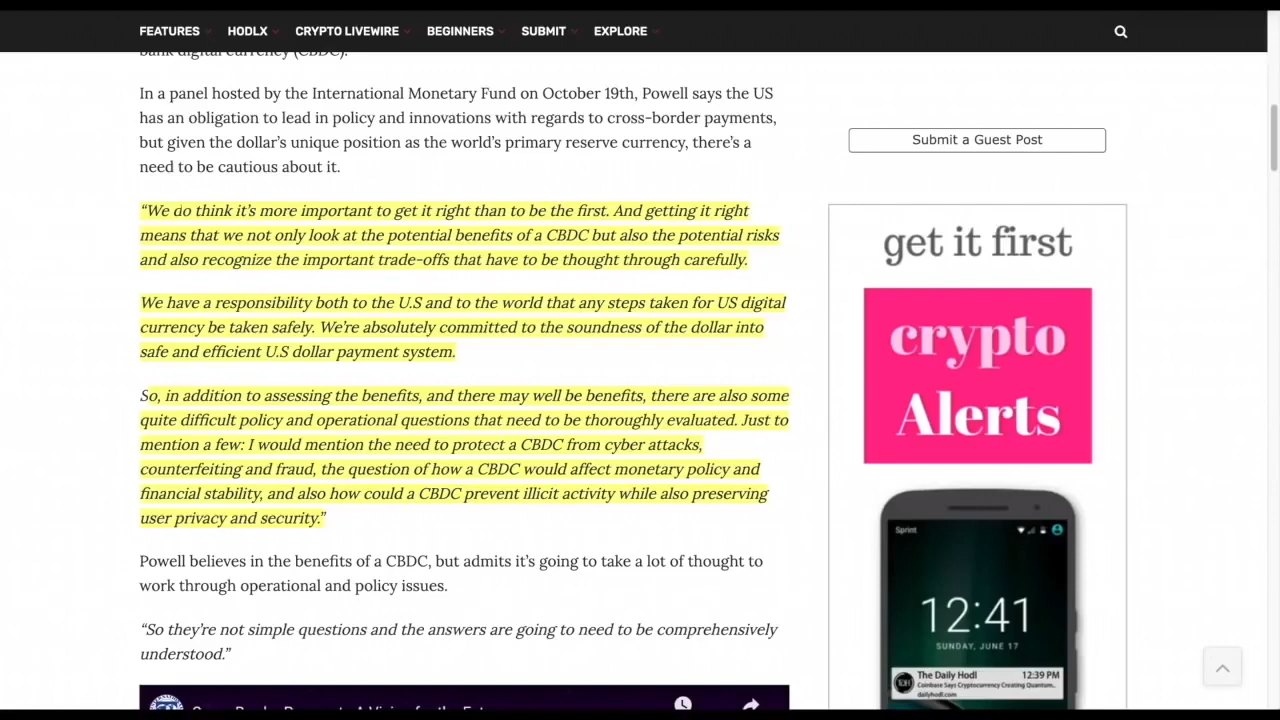 FEATURES HODLX CRYPTO LIVEWIRE BEGINNERS SUBMIT EXPLORE
bank digital currency (CBDC).
In a panel hosted by the International Monetary Fund on October 19th, Powell says the US
has an obligation to lead in policy and innovations with regards to cross-border payments,
but given the dollar’s unique position as the world’s primary reserve currency, there’s a
need to be cautious about it.
“We do think it’s more important to get it right than to be the first. And getting it right
means that we not only look at the potential benefits of a CBDC but also the potential risks
and also recognize the important trade-offs that have to be thought through carefully.
We have a responsibility both to the U.S and to the world that any steps taken for US digital
currency be taken safely. We’re absolutely committed to the soundness of the dollar into
safe and efficient U.S dollar payment system.
So, in addition to assessing the benefits, and there may well be benefits, there are also some
quite difficult policy and operational questions that need to be thoroughly evaluated. Just to
mention a few: I would mention the need to protect a CBDC from cyber attacks,
counterfeiting and fraud, the question of how a CBDC would affect monetary policy and
financial stability, and also how could a CBDC prevent illicit activity while also preserving
user privacy and security.”
Powell believes in the benefits of a CBDC, but admits it’s going to take a lot of thought to
work through operational and policy issues.
“So they’re not simple questions and the answers are going to need to be comprehensively
understood.”
Submit a Guest Post
get it first
crypto
Alerts
Sprint
12:41
SUNDAY, JUNE 17
The Daily Hodl 12:39 PM
Coinbase Says Cryptocurrency Creating Quantum..
dailyhodl.com